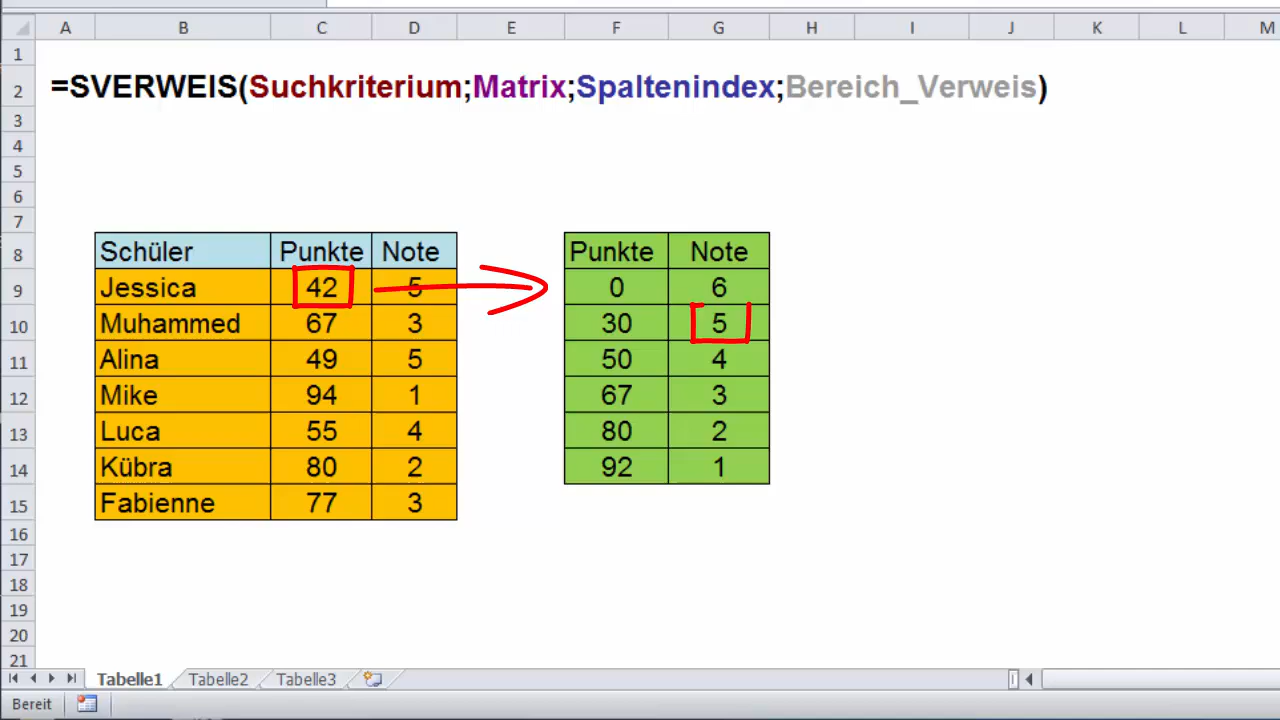 A B C D E F G H I J K L M
1
2 =SVERWEIS(Suchkriterium;Matrix;Spaltenindex;Bereich_Verweis)
3
4
5
6
7
8 Schüler Punkte Note Punkte Note
9 Jessica 42 5 0 6
10 Muhammed 67 3 30 5
11 Alina 49 5 50 4
12 Mike 94 1 67 3
13 Luca 55 4 80 2
14 Kübra 80 2 92 1
15 Fabienne 77 3
16
17
18
19
20
21
Tabelle1 Tabelle2 Tabelle3
Bereit